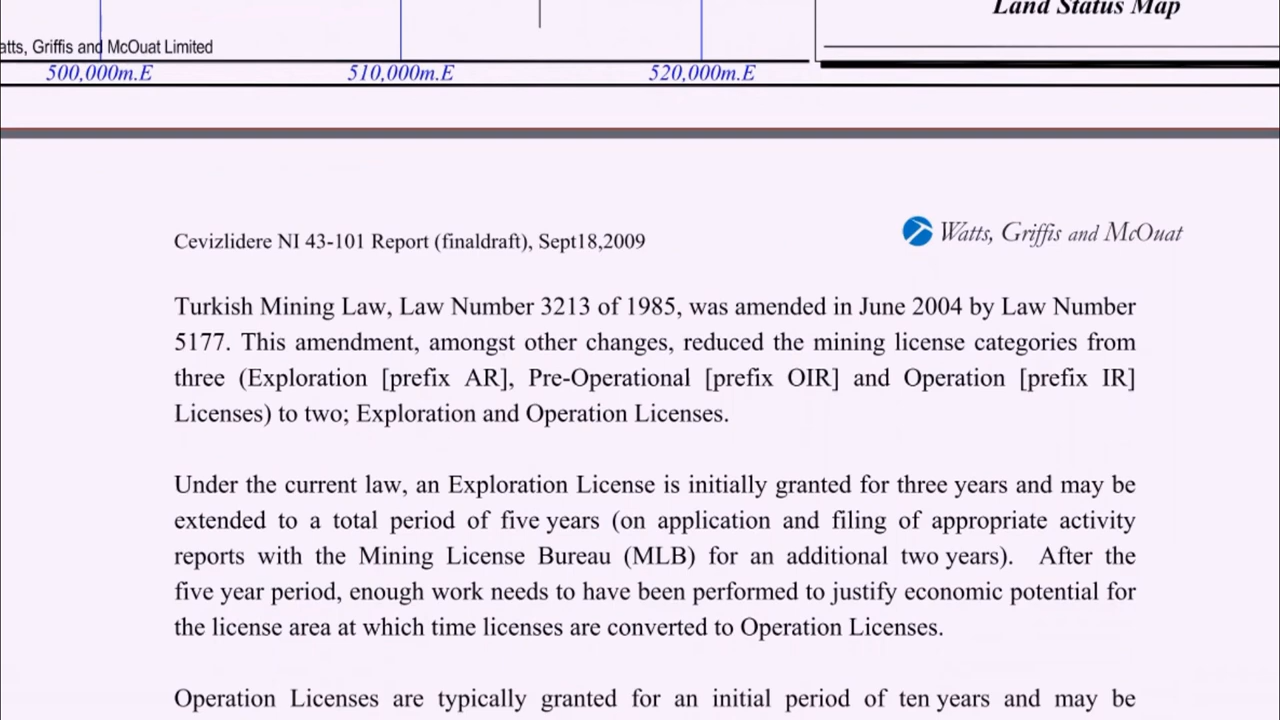 Land Status Map
atts, Griffis and McOuat Limited
500,000m.E 510,000m.E 520,000m.E
Cevizlidere NI 43-101 Report (finaldraft), Sept18,2009
Watts, Griffis and McOuat
Turkish Mining Law, Law Number 3213 of 1985, was amended in June 2004 by Law Number
5177. This amendment, amongst other changes, reduced the mining license categories from
three (Exploration [prefix AR], Pre-Operational [prefix OIR] and Operation [prefix IR]
Licenses) to two; Exploration and Operation Licenses.
Under the current law, an Exploration License is initially granted for three years and may be
extended to a total period of five years (on application and filing of appropriate activity
reports with the Mining License Bureau (MLB) for an additional two years). After the
five year period, enough work needs to have been performed to justify economic potential for
the license area at which time licenses are converted to Operation Licenses.
Operation Licenses are typically granted for an initial period of ten years and may be